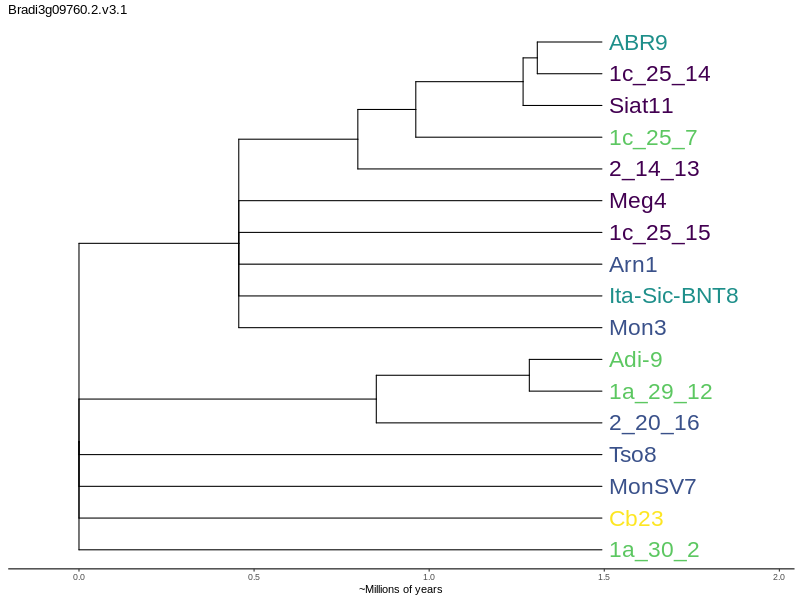 Bradi3g09760.2.v3.1
ABR9
1c_25_14
Siat11
1c_25_7
2_14_13
Meg4
1c_25_15
Arn1
Ita-Sic-BNT8
Mon3
Adi-9
1a_29_12
2_20_16
Tso8
MonSV7
Cb23
1a_30_2
0.0 0.5 1.0 1.5 2.0
~Millions of years